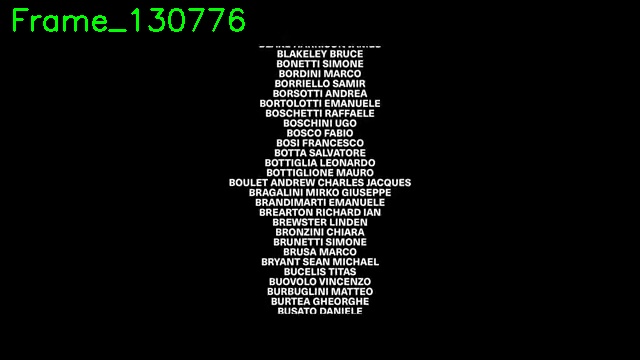 Frame_130776
BLAKELEY BRUCE
BONETTI SIMONE
BORDINI MARCO
BORRIELLO SAMIR
BORSOTTI ANDREA
BORTOLOTTI EMANUELE
BOSCHETTI RAFFAELE
BOSCHINI UGO
BOSCO FABIO
BOSI FRANCESCO
BOTTA SALVATORE
BOTTIGLIA LEONARDO
BOTTIGLIONE MAURO
BOULET ANDREW CHARLES JACQUES
BRAGALINI MIRKO GIUSEPPE
BRANDIMARTI EMANUELE
BREARTON RICHARD IAN
BREWSTER LINDEN
BRONZINI CHIARA
BRUNETTI SIMONE
BRUSA MARCO
BRYANT SEAN MICHAEL
BUCELIS TITAS
BUOVOLO VINCENZO
BURBUGLINI MATTEO
BURTEA GHEORGHE
BUSATO DANIELE